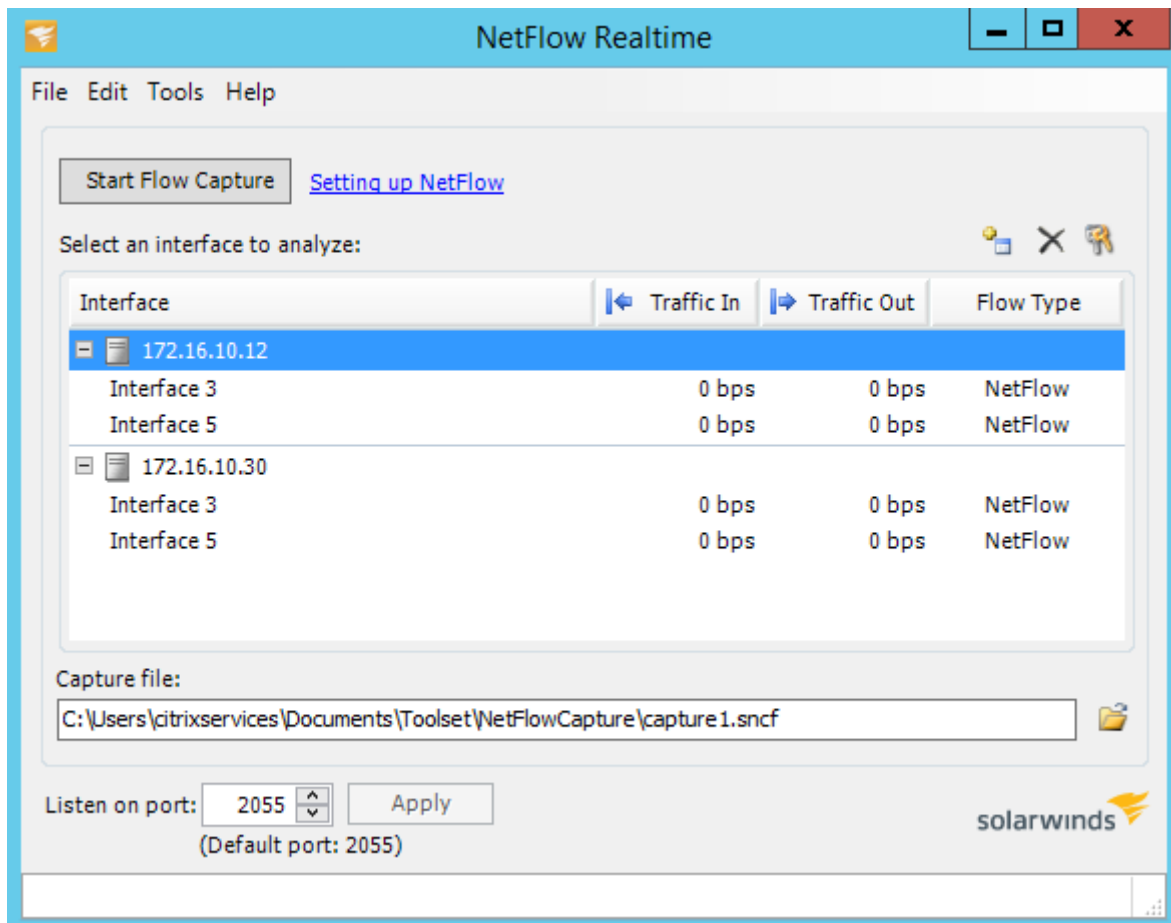 NetFlow Realtime
File Edit Tools Help
Start Flow Capture Setting up NetFlow
Select an interface to analyze:
Interface Traffic In Traffic Out Flow Type
172.16.10.12
Interface 3 0 bps 0 bps NetFlow
Interface 5 0 bps 0 bps NetFlow
172.16.10.30
Interface 3 0 bps 0 bps NetFlow
Interface 5 0 bps 0 bps NetFlow
Capture file:
C:\Users\citrixservices\Documents\Toolset\NetFlowCapture\capture1.sncf
Listen on port: 2055 Apply
(Default port: 2055)
solarwinds